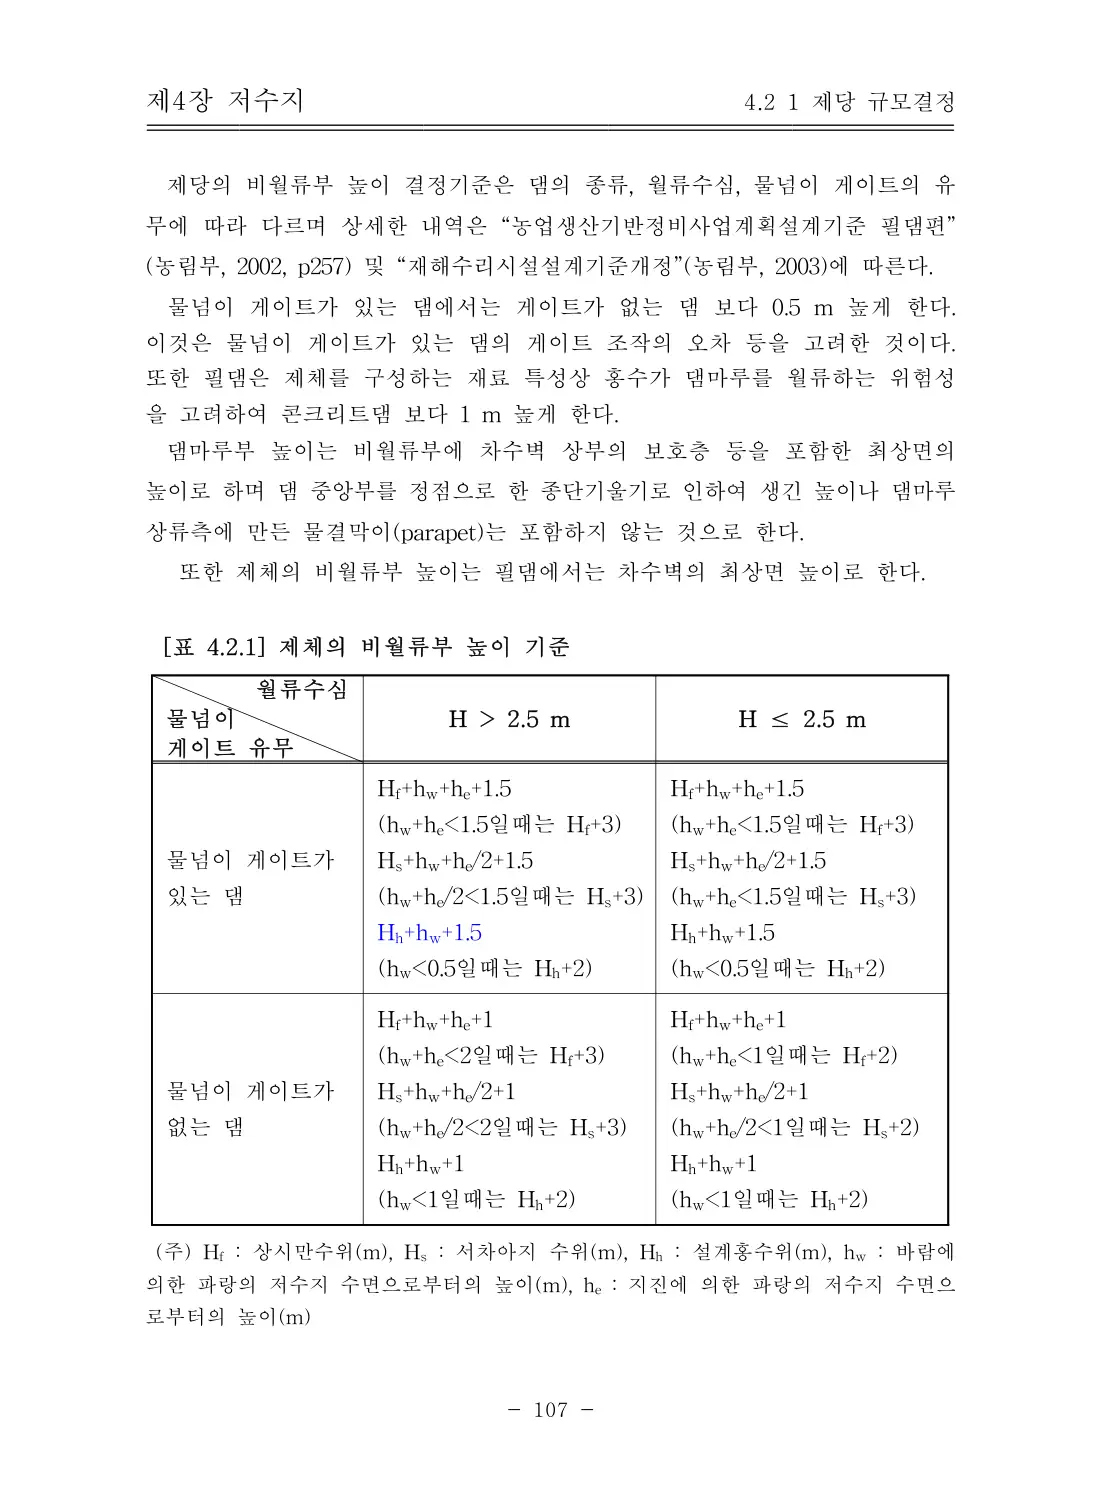 제4장 저수지
4.2 1 제당 규모결정
제당의 비월류부 높이 결정기준은 댐의 종류, 월류수심, 물넘이 게이트의 유
무에 따라 다르며 상세한 내역은 “농업생산기반정비사업계획설계기준 필댐편”
(농림부, 2002, p257) 및 “재해수리시설설계기준개정”(농림부, 2003)에 따른다.
물넘이 게이트가 있는 댐에서는 게이트가 없는 댐 보다 0.5 m 높게 한다.
이것은 물넘이 게이트가 있는 댐의 게이트 조작의 오차 등을 고려한 것이다.
또한 필댐은 제체를 구성하는 재료 특성상 홍수가 댐마루를 월류하는 위험성
을 고려하여 콘크리트댐 보다 1 m 높게 한다.
댐마루부 높이는 비월류부에 차수벽 상부의 보호층 등을 포함한 최상면의
높이로 하며 댐 중앙부를 정점으로 한 종단기울기로 인하여 생긴 높이나 댐마루
상류측에 만든 물결막이(parapet)는 포함하지 않는 것으로 한다.
또한 제체의 비월류부 높이는 필댐에서는 차수벽의 최상면 높이로 한다.
[표 4.2.1] 제체의 비월류부 높이 기준
월류수심
물넘이
게이트 유무
H > 2.5 m
H ≤ 2.5 m
물넘이 게이트가
있는 댐
Hf+hw+he+1.5
(hw+he<1.5일때는 Hf+3)
Hs+hw+he/2+1.5
(hw+he/2<1.5일때는 Hs+3)
Hh+hw+1.5
(hw<0.5일때는 Hh+2)
Hf+hw+he+1.5
(hw+he<1.5일때는 Hf+3)
Hs+hw+he/2+1.5
(hw+he<1.5일때는 Hs+3)
Hh+hw+1.5
(hw<0.5일때는 Hh+2)
물넘이 게이트가
없는 댐
Hf+hw+he+1
(hw+he<2일때는 Hf+3)
Hs+hw+he/2+1
(hw+he/2<2일때는 Hs+3)
Hh+hw+1
(hw<1일때는 Hh+2)
Hf+hw+he+1
(hw+he<1일때는 Hf+2)
Hs+hw+he/2+1
(hw+he/2<1일때는 Hs+2)
Hh+hw+1
(hw<1일때는 Hh+2)
(주) Hf : 상시만수위(m), Hs : 서차아지 수위(m), Hh : 설계홍수위(m), hw : 바람에
의한 파랑의 저수지 수면으로부터의 높이(m), he : 지진에 의한 파랑의 저수지 수면으
로부터의 높이(m)
- 107 -